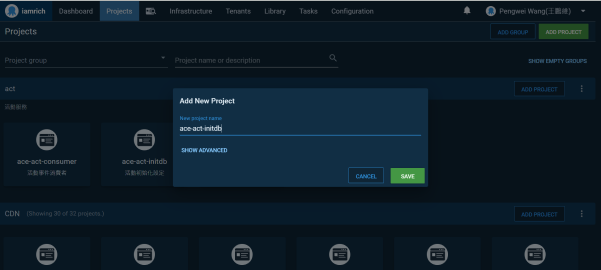 iamrich Dashboard Projects Infrastructure Tenants Library Tasks Configuration Pengwei Wang(王鵬維)
Projects
ADD GROUP ADD PROJECT
Project group
Project name or description
SHOW EMPTY GROUPS
act
ADD PROJECT
活動服務
Add New Project
New project name
ace-act-initdb
SHOW ADVANCED
CANCEL SAVE
ace-act-consumer
活動事件消費者
ace-act-initdb
活動初始化設定
CDN (Showing 30 of 32 projects.)
ADD PROJECT